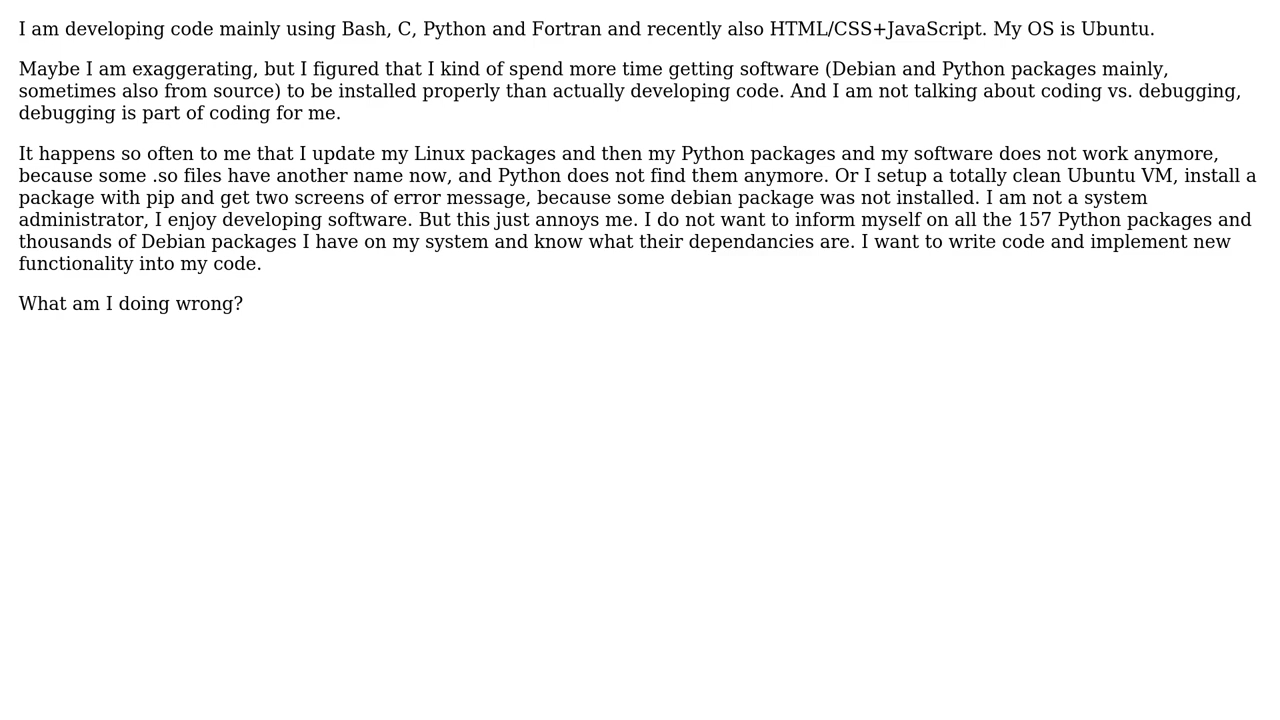 I am developing code mainly using Bash, C, Python and Fortran and recently also HTML/CSS+JavaScript. My OS is Ubuntu.
Maybe I am exaggerating, but I figured that I kind of spend more time getting software (Debian and Python packages mainly,
sometimes also from source) to be installed properly than actually developing code. And I am not talking about coding vs. debugging,
debugging is part of coding for me.
It happens so often to me that I update my Linux packages and then my Python packages and my software does not work anymore,
because some .so files have another name now, and Python does not find them anymore. Or I setup a totally clean Ubuntu VM, install a
package with pip and get two screens of error message, because some debian package was not installed. I am not a system
administrator, I enjoy developing software. But this just annoys me. I do not want to inform myself on all the 157 Python packages and
thousands of Debian packages I have on my system and know what their dependancies are. I want to write code and implement new
functionality into my code.
What am I doing wrong?